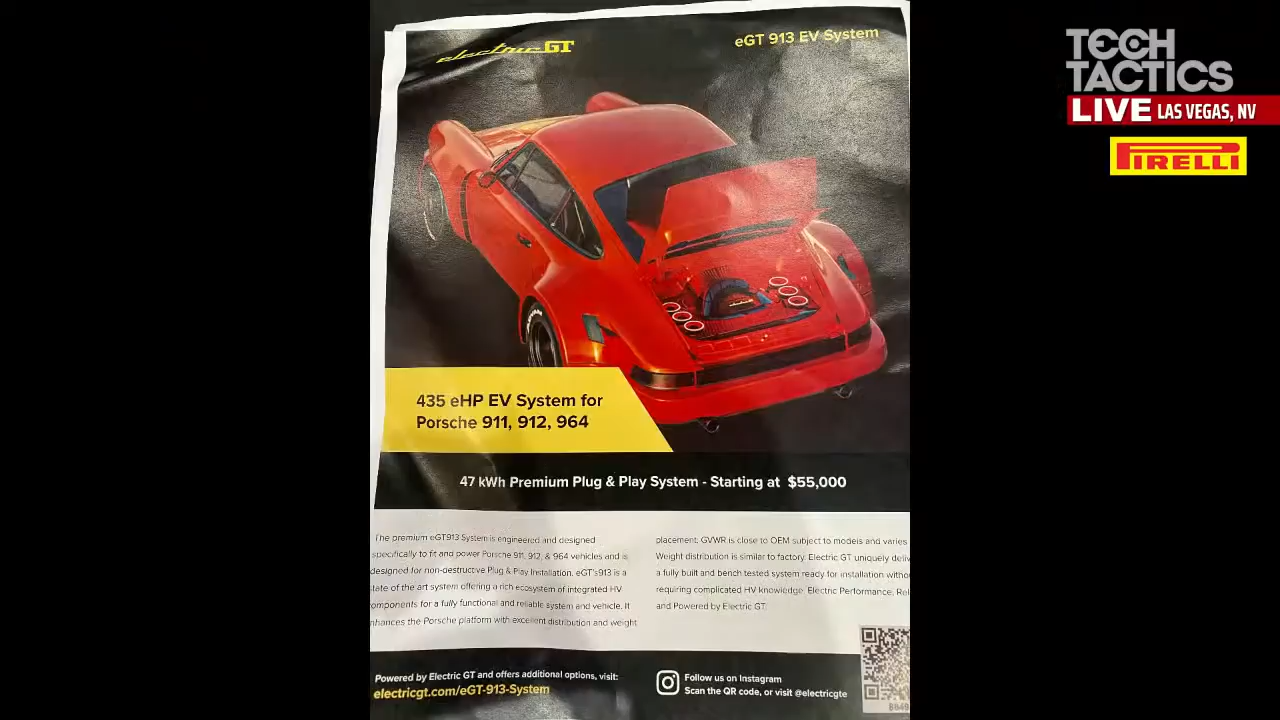 electricGT
eGT 913 EV System
TECH
TACTICS
LIVE LAS VEGAS, NV
PIRELLI
435 eHP EV System for
Porsche 911, 912, 964
47 kWh Premium Plug & Play System - Starting at $55,000
The premium eGT913 System is engineered and designed
specifically to fit and power Porsche 911, 912, & 964 vehicles and is
designed for non-destructive Plug & Play Installation. eGT's913 is a
state of the art system offering a rich ecosystem of integrated HV
omponents for a fully functional and reliable system and vehicle. It
nhances the Porsche platform with excellent distribution and weight
placement. GVWR is close to OEM subject to models and varies
Weight distribution is similar to factory. Electric GT uniquely deliv
a fully built and bench tested system ready for installation withou
requiring complicated HV knowledge. Electric Performance, Rel
and Powered by Electric GT.
Powered by Electric GT and offers additional options, visit:
electricgt.com/eGT-913-System
Follow us on Instagram
Scan the QR code, or visit @electricgte